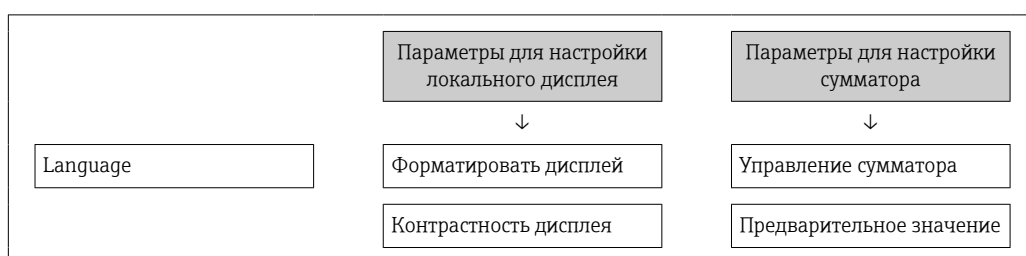 Параметры для настройки
локального дисплея
Параметры для настройки
сумматора
↓
↓
Language
Форматировать дисплей
Управление сумматора
Контрастность дисплея
Предварительное значение